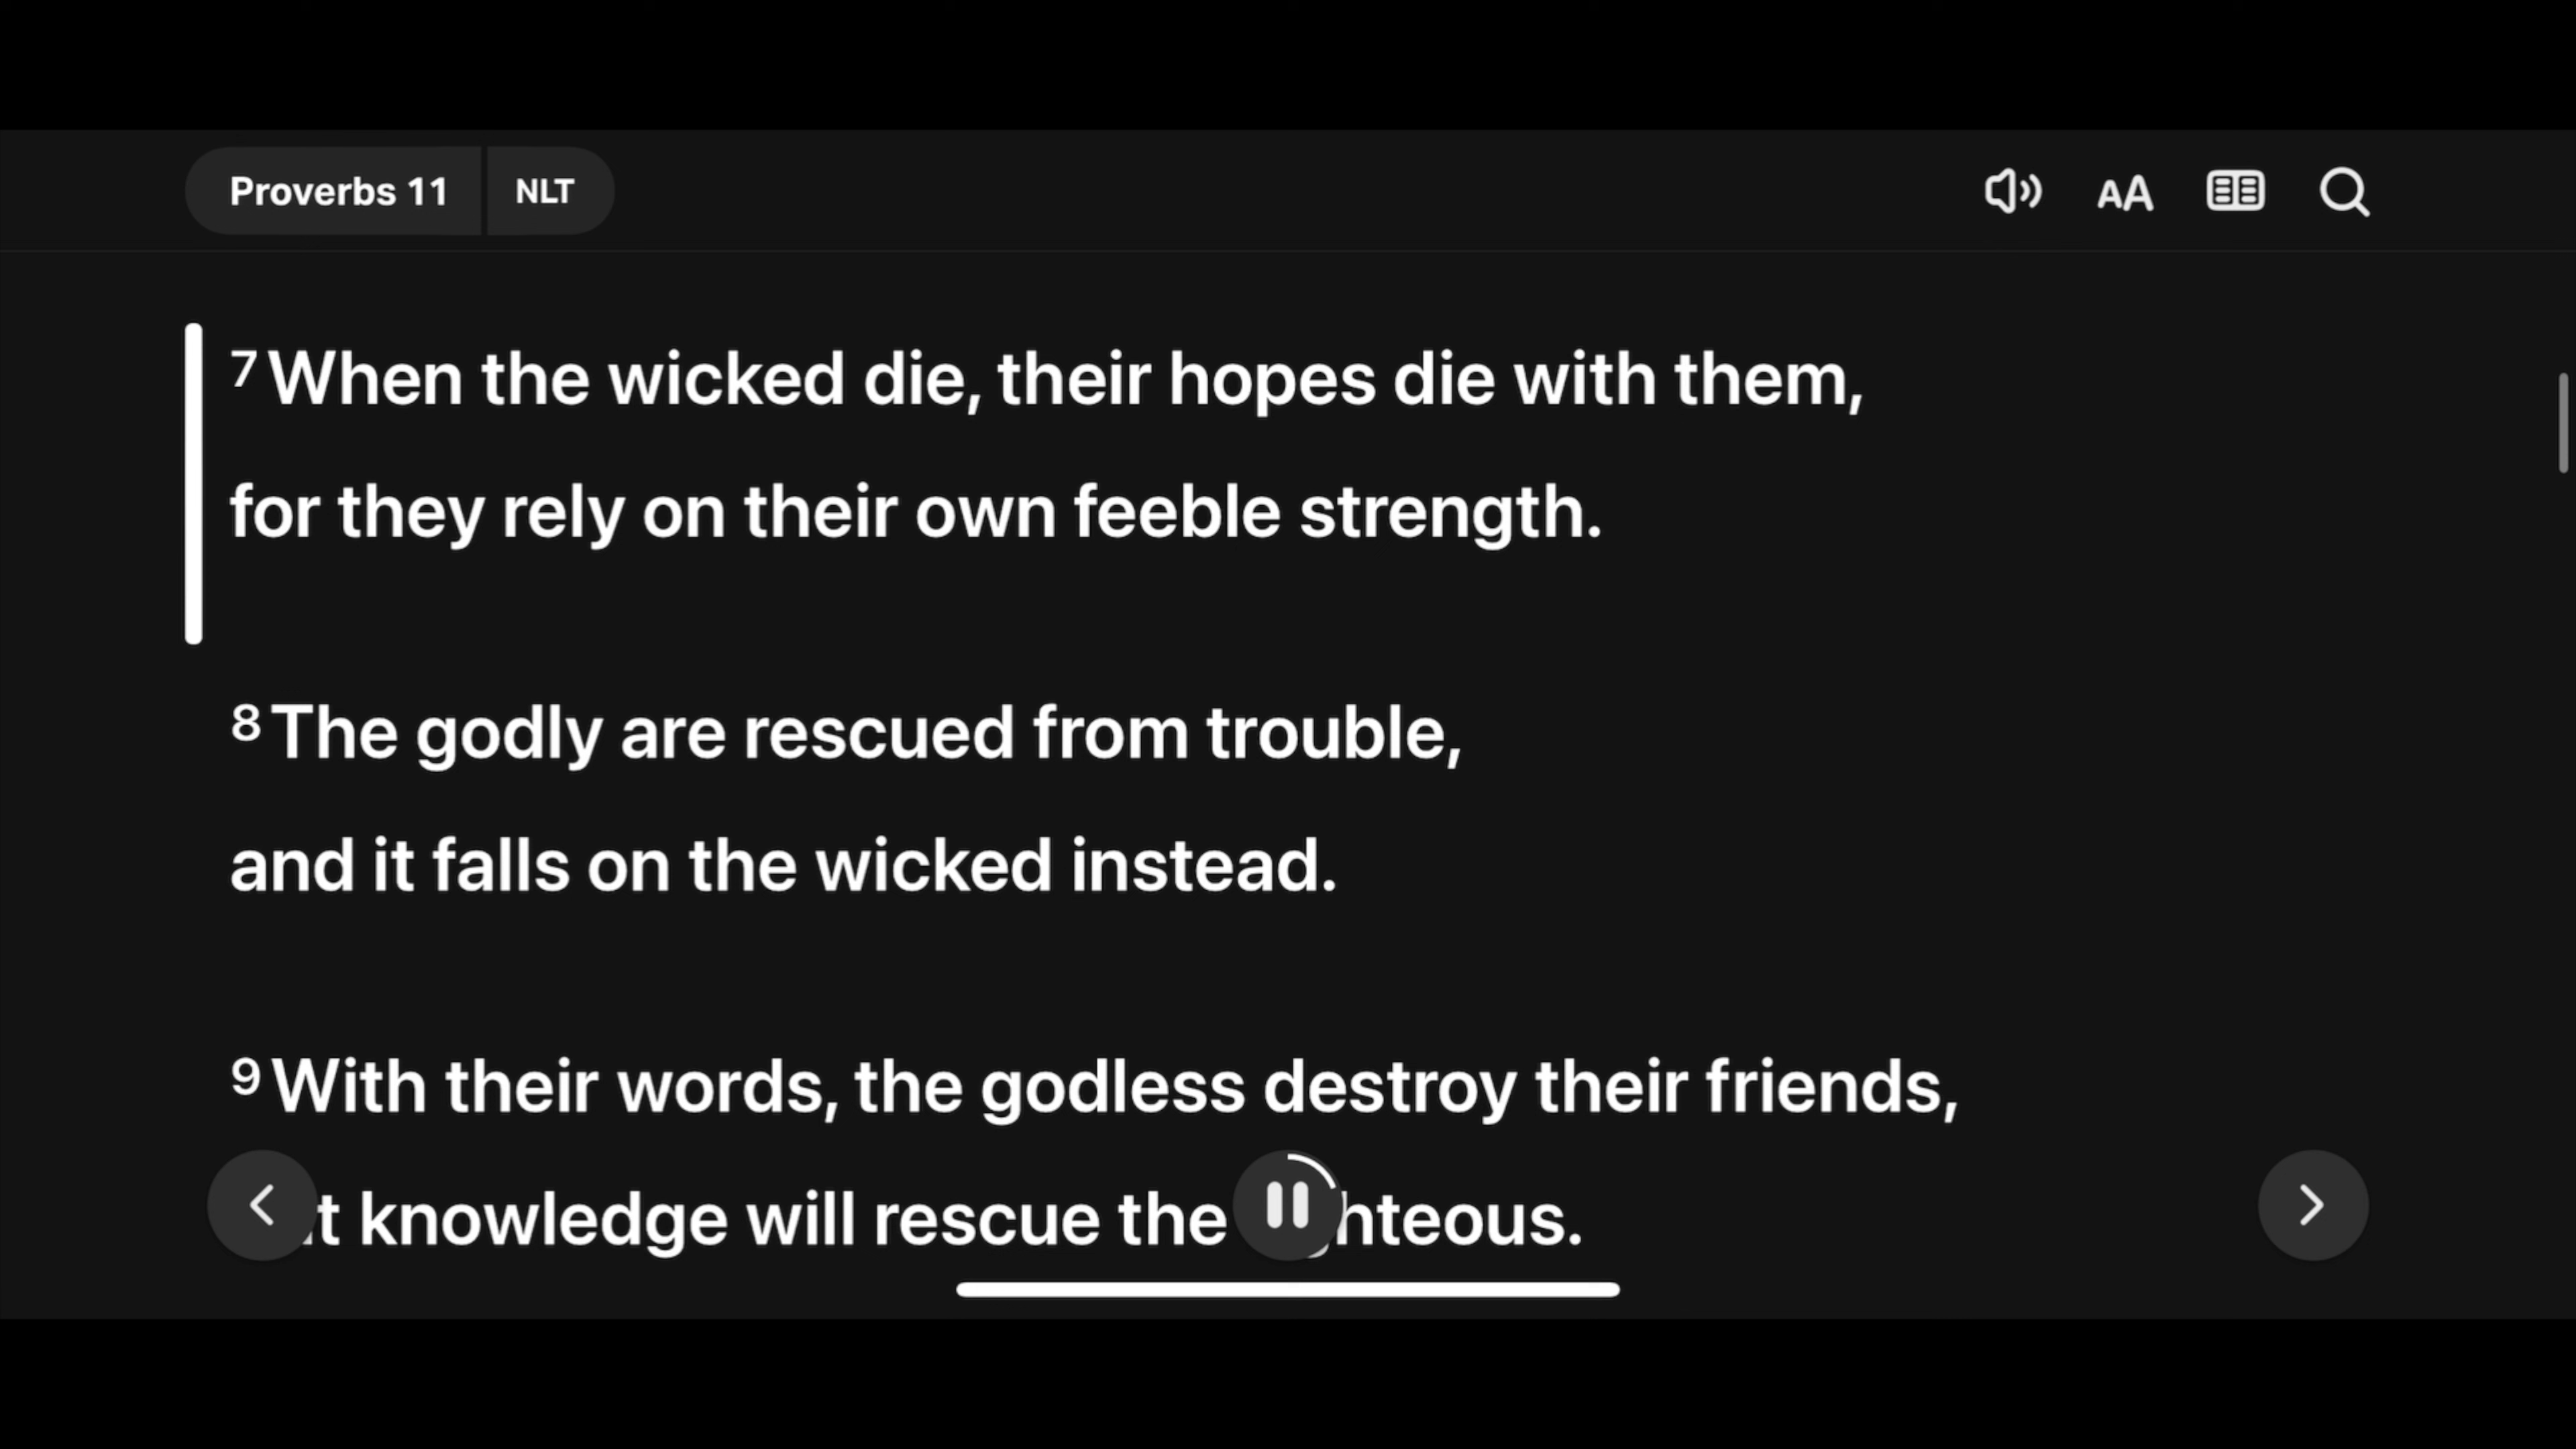 Proverbs 11 NLT AA
7 When the wicked die, their hopes die with them,
for they rely on their own feeble strength.
8 The godly are rescued from trouble,
and it falls on the wicked instead.
9 With their words, the godless destroy their friends,
knowledge will rescue the